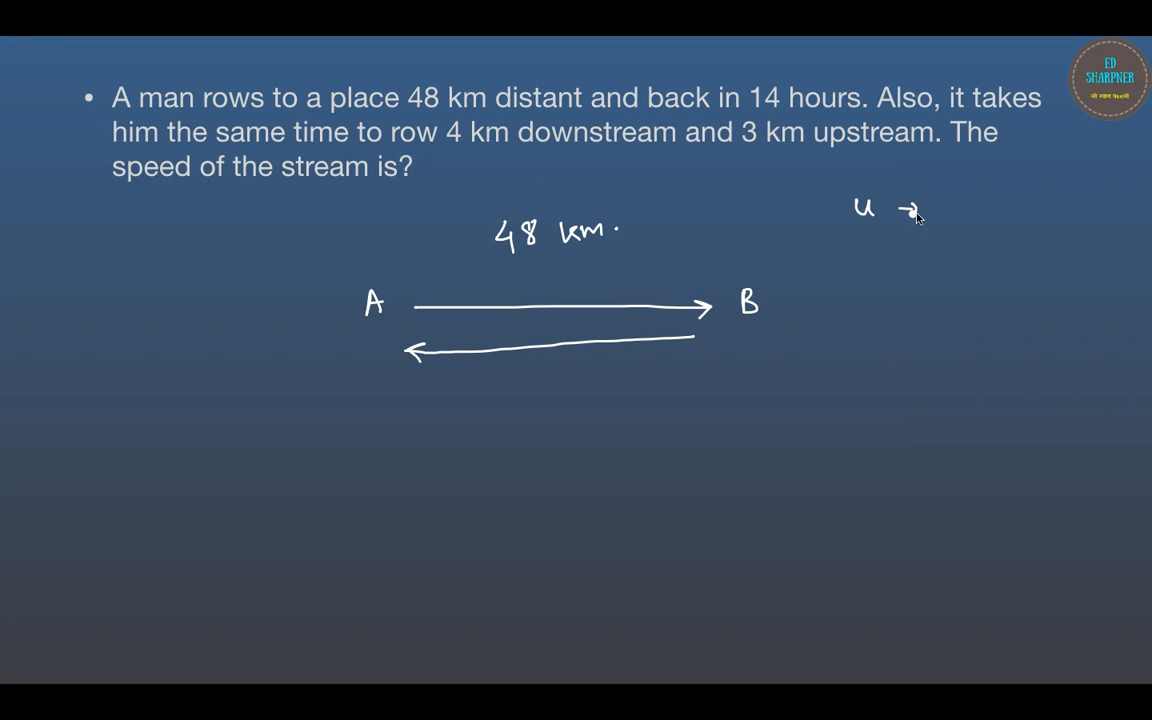 ED
SHARPNER
• A man rows to a place 48 km distant and back in 14 hours. Also, it takes
him the same time to row 4 km downstream and 3 km upstream. The
speed of the stream is?
u →
48 km.
A B